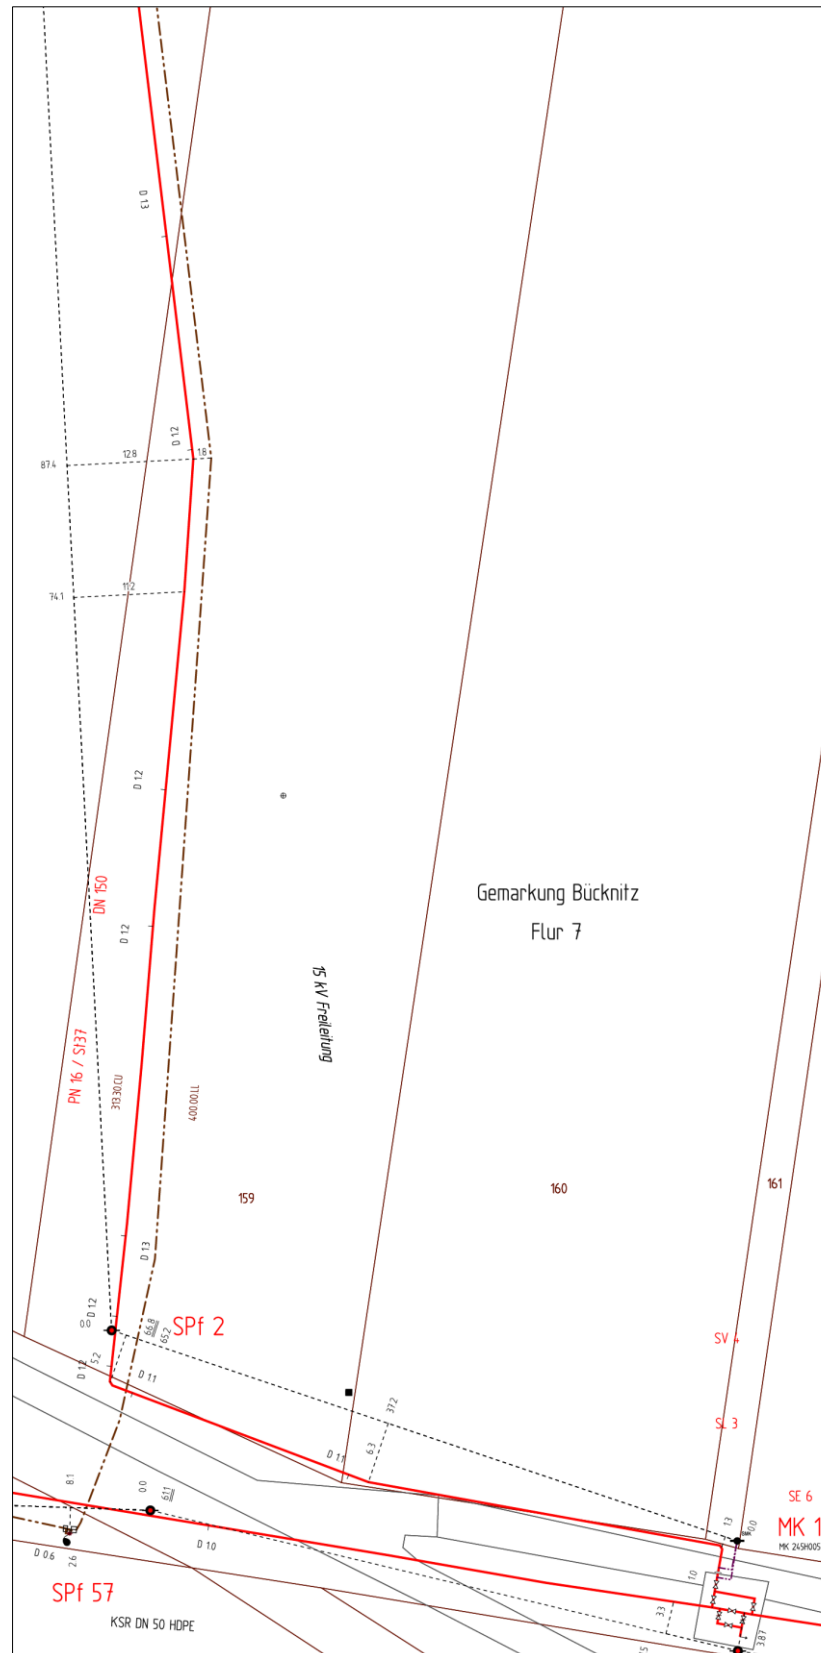 D 1.3
D 1.2
1.8
12.8
87.4
11.2
74.1
D 1.2
DN 150
Gemarkung Bücknitz
Flur 7
D 1.2
15 kV Freileitung
PN 16 / St37
313.30.CU
400.00.LL
159
160
161
D 1.3
D 1.2
0.0
66.8
65.2
SPf 2
SV 4
5.2
D 1.2
D 1.1
37.2
SL 3
6.3
D 1.1
8.1
0.0
61.1
SE 6
1.3
BMK
0.0
MK 1
MK 245H005
D 1.0
D 0.6
2.6
1.0
SPf 57
3.3
KSR DN 50 HDPE
38.7